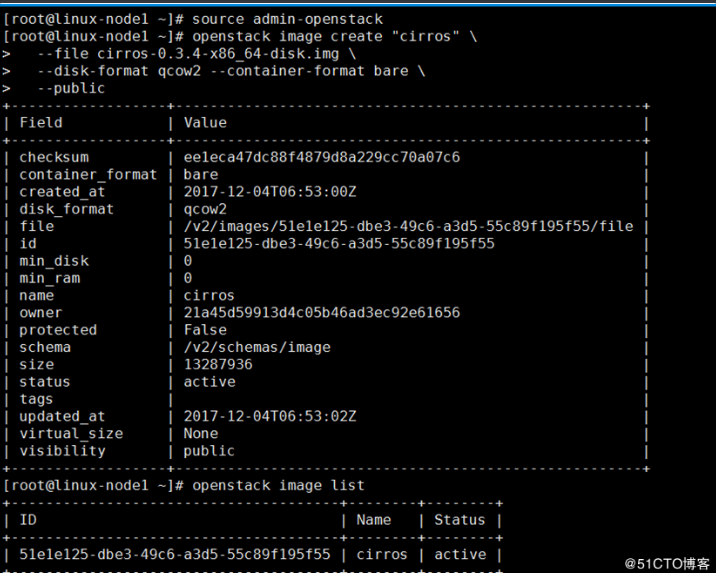 [root@linux-node1 ~]# source admin-openstack
[root@linux-node1 ~]# openstack image create "cirros" \
>   --file cirros-0.3.4-x86_64-disk.img \
>   --disk-format qcow2 --container-format bare \
>   --public
+------------------+------------------------------------------------------+
| Field            | Value                                                |
+------------------+------------------------------------------------------+
| checksum         | ee1eca47dc88f4879d8a229cc70a07c6                     |
| container_format | bare                                                 |
| created_at       | 2017-12-04T06:53:00Z                                 |
| disk_format      | qcow2                                                |
| file             | /v2/images/51e1e125-dbe3-49c6-a3d5-55c89f195f55/file |
| id               | 51e1e125-dbe3-49c6-a3d5-55c89f195f55                 |
| min_disk         | 0                                                    |
| min_ram          | 0                                                    |
| name             | cirros                                               |
| owner            | 21a45d59913d4c05b46ad3ec92e61656                     |
| protected        | False                                                |
| schema           | /v2/schemas/image                                    |
| size             | 13287936                                             |
| status           | active                                               |
| tags             |                                                      |
| updated_at       | 2017-12-04T06:53:02Z                                 |
| virtual_size     | None                                                 |
| visibility       | public                                               |
+------------------+------------------------------------------------------+
[root@linux-node1 ~]# openstack image list
+--------------------------------------+--------+--------+
| ID                                   | Name   | Status |
+--------------------------------------+--------+--------+
| 51e1e125-dbe3-49c6-a3d5-55c89f195f55 | cirros | active |
+--------------------------------------+--------+--------+
@51CTO博客